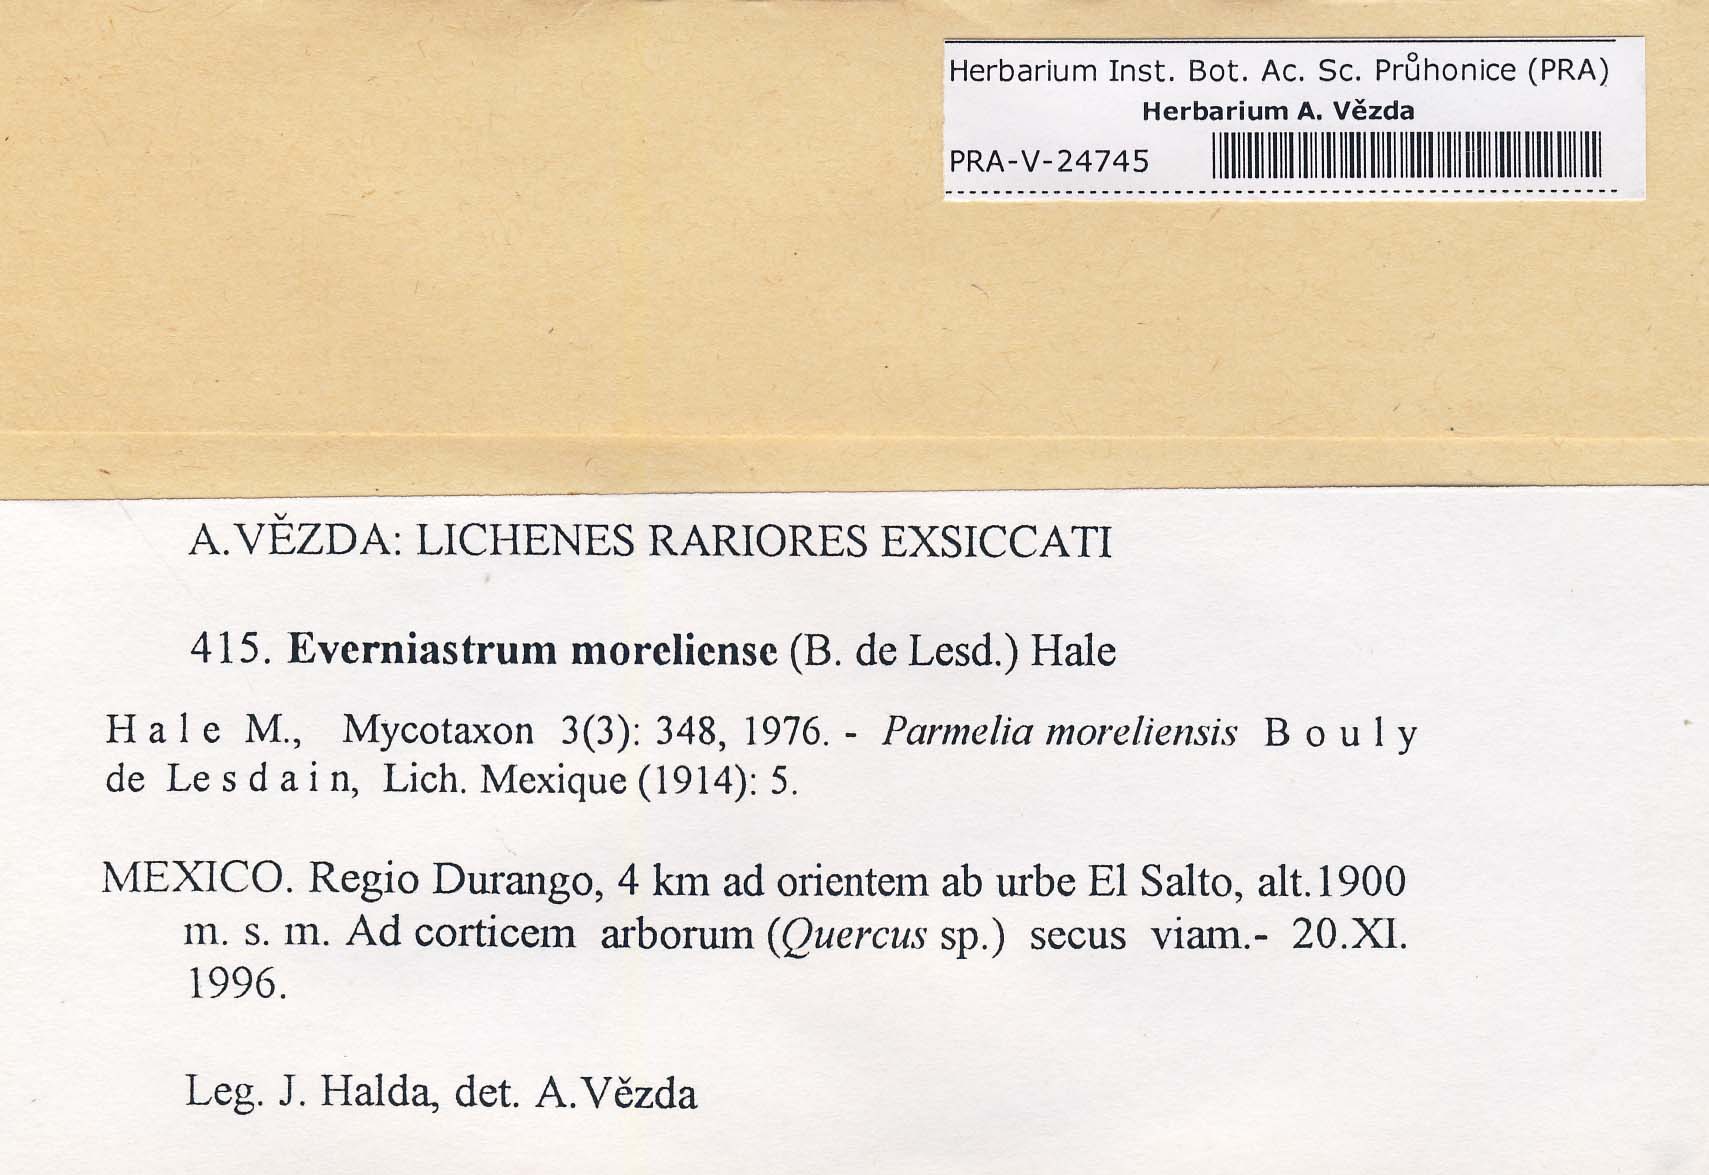 Herbarium Inst. Bot. Ac. Sc. Průhonice (PRA)
Herbarium A. Vězda
PRA-V-24745
A.VĚZDA: LICHENES RARIORES EXSICCATI
415. Everniastrum moreliense (B. de Lesd.) Hale
H a l e M., Mycotaxon 3(3): 348, 1976. - Parmelia moreliensis B o u l y
de Le s d a i n, Lich. Mexique (1914): 5.
MEXICO. Regio Durango, 4 km ad orientem ab urbe El Salto, alt.1900
m. s. m. Ad corticem arborum (Quercus sp.) secus viam.- 20.XI.
1996.
Leg. J. Halda, det. A.Vězda